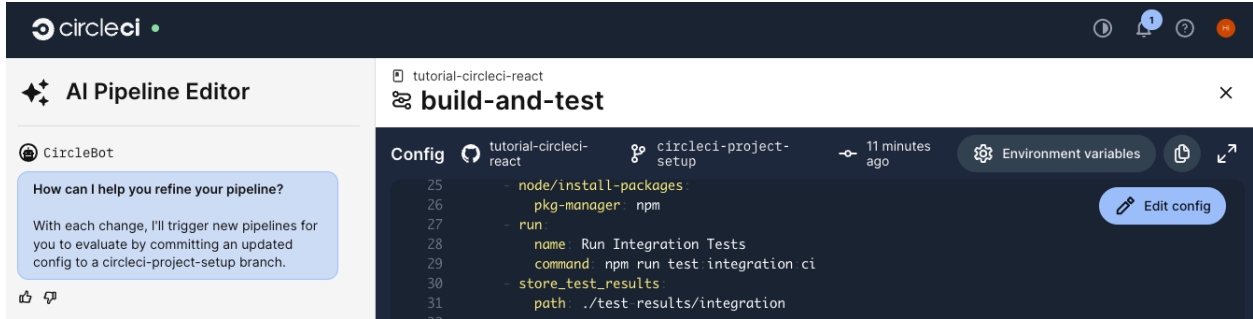 circleci
1
?
HI
AI Pipeline Editor
CircleBot
How can I help you refine your pipeline?
With each change, I'll trigger new pipelines for
you to evaluate by committing an updated
config to a circleci-project-setup branch.
tutorial-circleci-react
build-and-test
Config
tutorial-circleci-
react
circleci-project-
setup
11 minutes
ago
Environment variables
Edit config
25 - node/install-packages:
26 pkg-manager: npm
27 - run:
28 name: Run Integration Tests
29 command: npm run test:integration:ci
30 - store_test_results:
31 path: ./test-results/integration